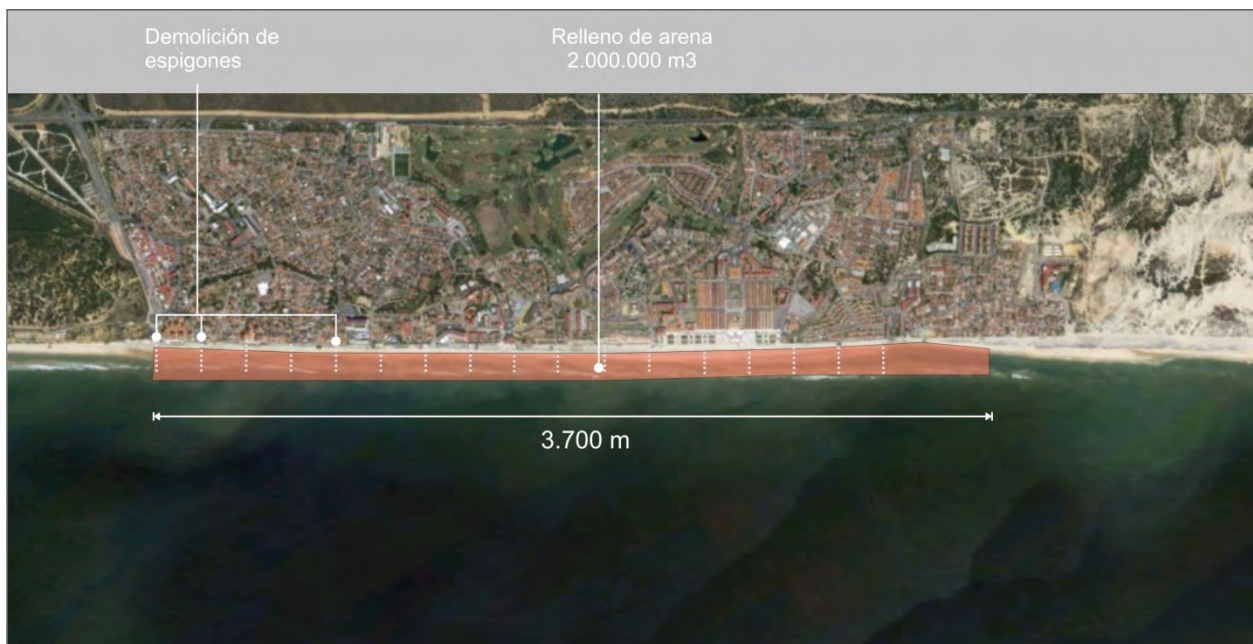 Demolición de
espigones
Relleno de arena
2.000.000 m3
3.700 m